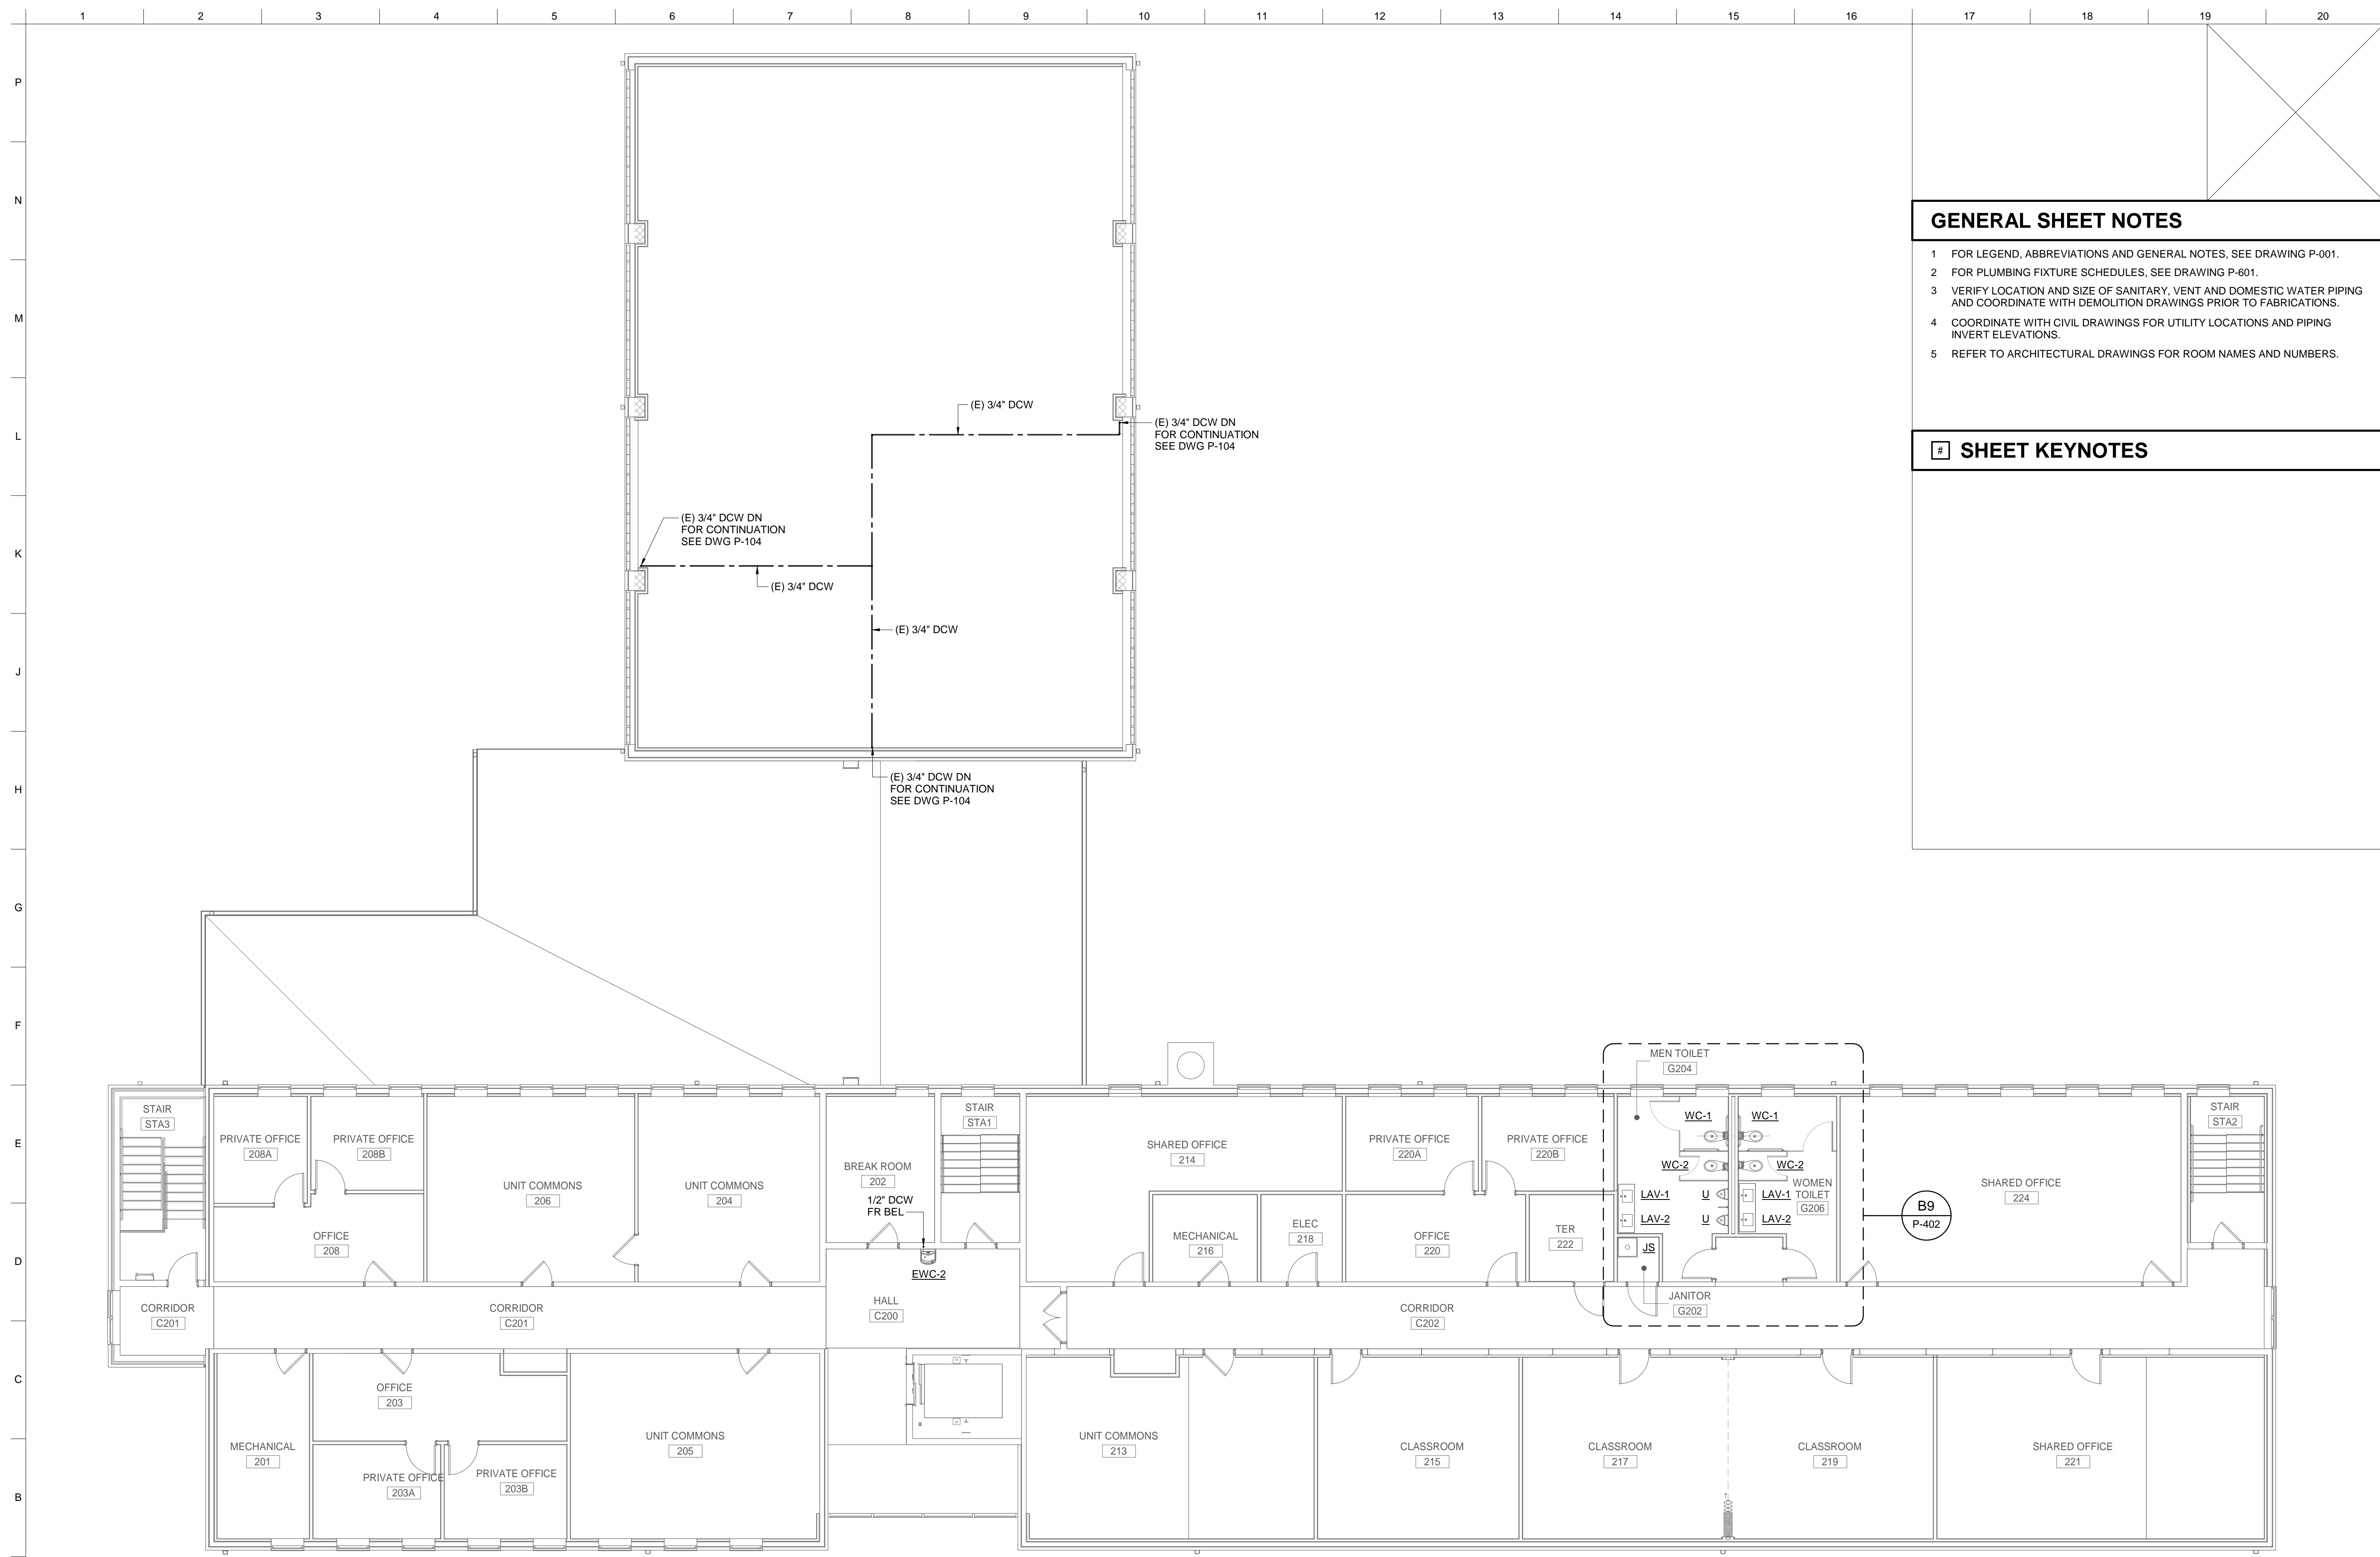 1 2 3 4 5 6 7 8 9 10 11 12 13 14 15 16 17 18 19 20
P
N
M
L
K
J
H
G
F
E
D
C
B
GENERAL SHEET NOTES
1 FOR LEGEND, ABBREVIATIONS AND GENERAL NOTES, SEE DRAWING P-001.
2 FOR PLUMBING FIXTURE SCHEDULES, SEE DRAWING P-601.
3 VERIFY LOCATION AND SIZE OF SANITARY, VENT AND DOMESTIC WATER PIPING
AND COORDINATE WITH DEMOLITION DRAWINGS PRIOR TO FABRICATIONS.
4 COORDINATE WITH CIVIL DRAWINGS FOR UTILITY LOCATIONS AND PIPING
INVERT ELEVATIONS.
5 REFER TO ARCHITECTURAL DRAWINGS FOR ROOM NAMES AND NUMBERS.
# SHEET KEYNOTES
(E) 3/4" DCW
(E) 3/4" DCW DN
FOR CONTINUATION
SEE DWG P-104
(E) 3/4" DCW DN
FOR CONTINUATION
SEE DWG P-104
(E) 3/4" DCW
(E) 3/4" DCW
(E) 3/4" DCW DN
FOR CONTINUATION
SEE DWG P-104
STAIR
STA3
PRIVATE OFFICE
208A
PRIVATE OFFICE
208B
OFFICE
208
UNIT COMMONS
206
UNIT COMMONS
204
BREAK ROOM
202
1/2" DCW
FR BEL
EWC-2
STAIR
STA1
SHARED OFFICE
214
MECHANICAL
216
ELEC
218
PRIVATE OFFICE
220A
PRIVATE OFFICE
220B
OFFICE
220
TER
222
MEN TOILET
G204
WC-1
WC-1
WC-2
WC-2
LAV-1
U
LAV-1
LAV-2
U
LAV-2
WOMEN
TOILET
G206
JS
JANITOR
G202
B9
P-402
SHARED OFFICE
224
STAIR
STA2
CORRIDOR
C201
CORRIDOR
C201
HALL
C200
CORRIDOR
C202
MECHANICAL
201
OFFICE
203
PRIVATE OFFICE
203A
PRIVATE OFFICE
203B
UNIT COMMONS
205
UNIT COMMONS
213
CLASSROOM
215
CLASSROOM
217
CLASSROOM
219
SHARED OFFICE
221